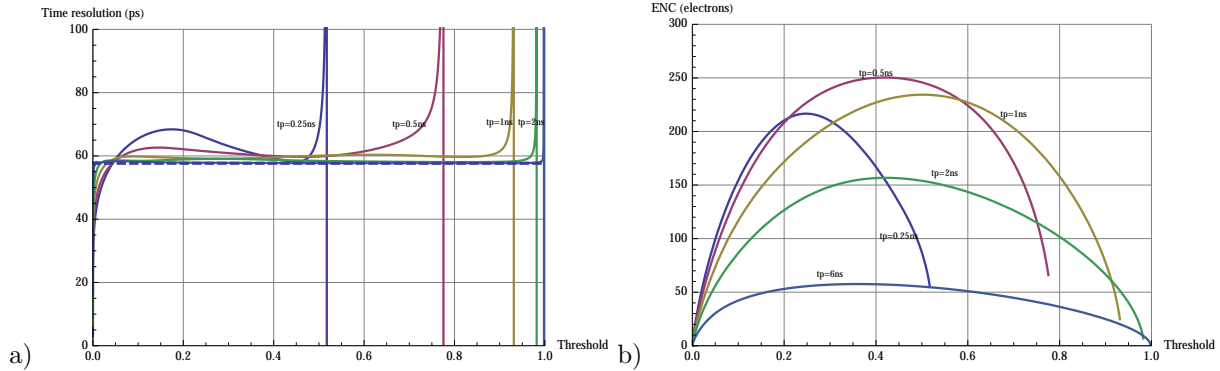 Time resolution (ps)
100
80
60
40
20
0
0.0 0.2 0.4 0.6 0.8 1.0
Threshold
tp=0.25ns
tp=0.5ns
tp=1ns
tp=2ns
a)
ENC (electrons)
300
250
200
150
100
50
0
0.0 0.2 0.4 0.6 0.8 1.0
Threshold
tp=0.5ns
tp=1ns
tp=2ns
tp=0.25ns
tp=6ns
b)